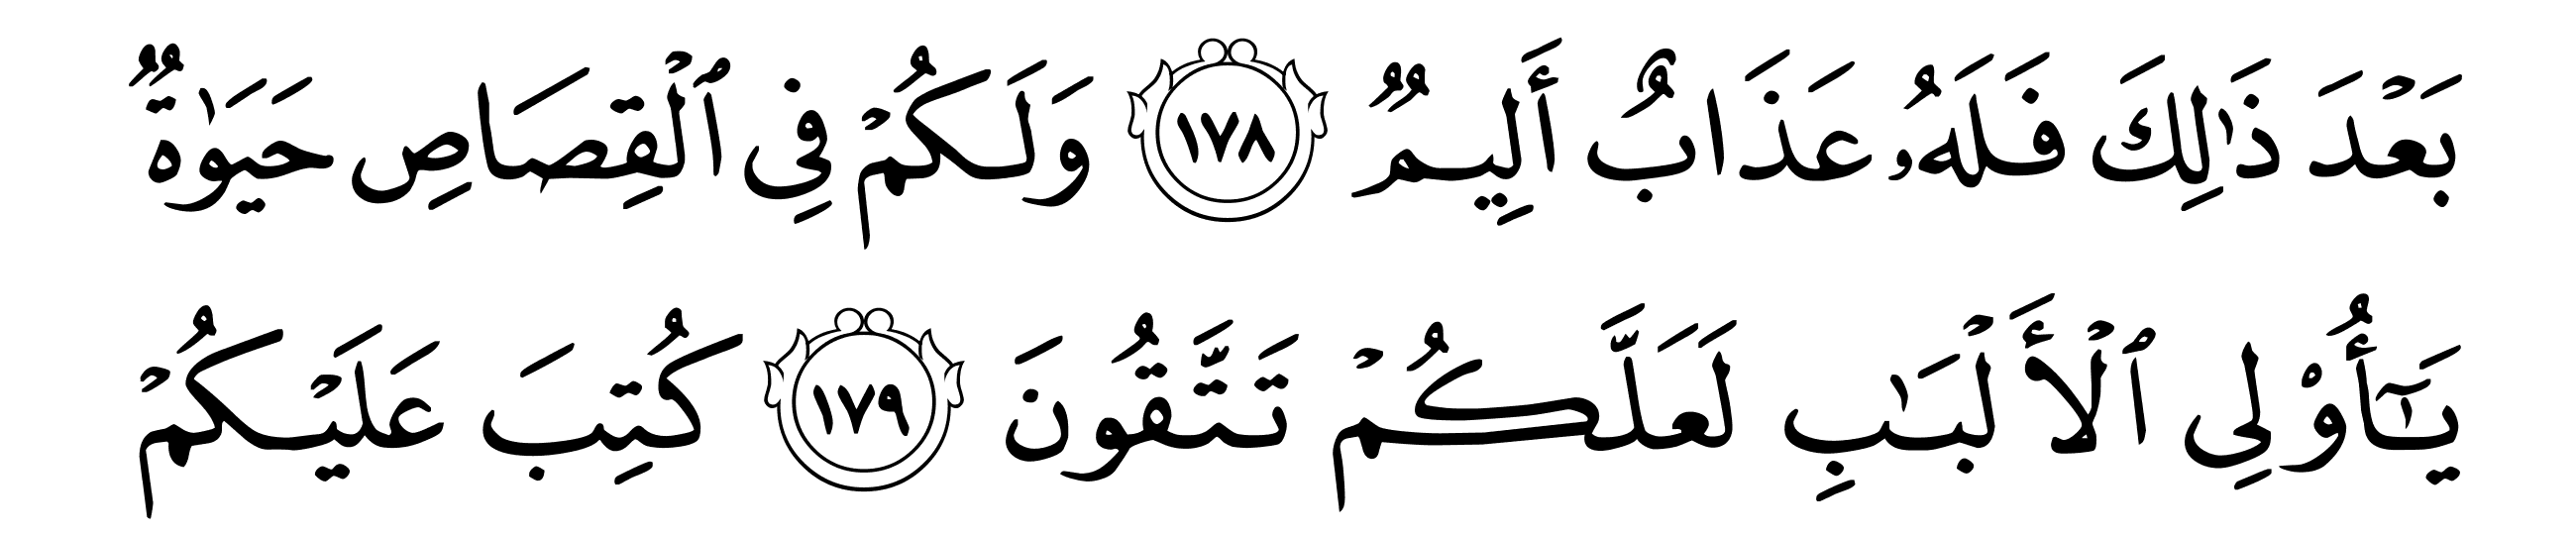 بَعْدَ ذَٰلِكَ فَلَهُۥ عَذَابٌ أَلِيمٌۭ ١٧٨ وَلَكُمْ فِى ٱلْقِصَاصِ حَيَوٰةٌۭ
يَـٰٓأُو۟لِى ٱلْأَلْبَـٰبِ لَعَلَّكُمْ تَتَّقُونَ ١٧٩ كُتِبَ عَلَيْكُمْ